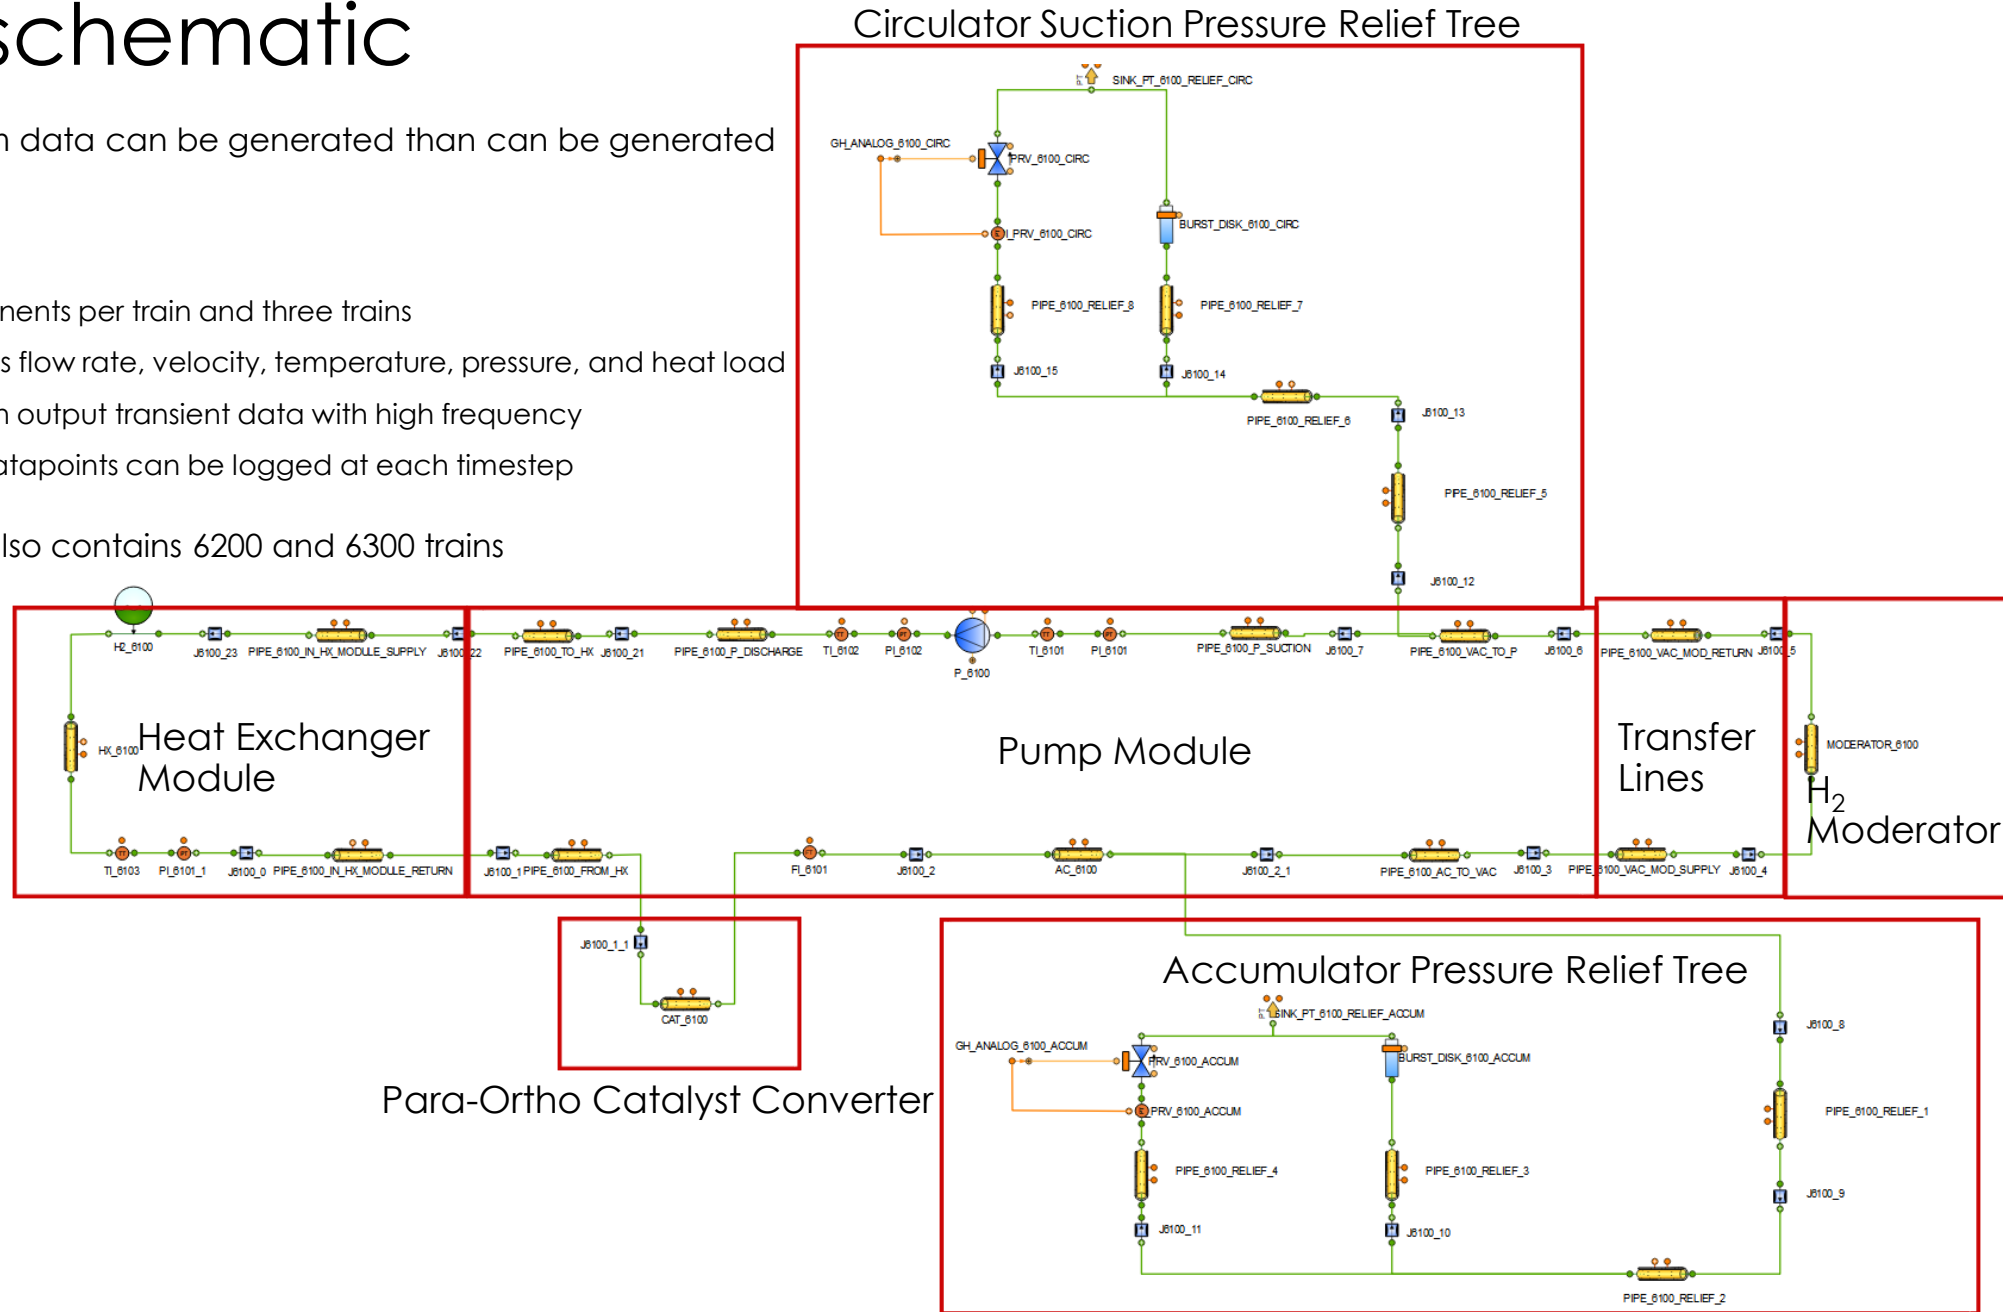 schematic
data can be generated than can be generated
per train and three trains
flow rate, velocity, temperature, pressure, and heat load
output transient data with high frequency
can be logged at each timestep
also contains 6200 and 6300 trains
Circulator Suction Pressure Relief Tree
SINK_PT_6100_RELIEF_CIRC
GH_ANALOG_6100_CIRC
PRV_6100_CIRC
I_PRV_6100_CIRC
BURST_DISK_6100_CIRC
PIPE_6100_RELIEF_8
PIPE_6100_RELIEF_7
J6100_15
J6100_14
PIPE_6100_RELIEF_6
J6100_13
PIPE_6100_RELIEF_5
J6100_12
H2_6100
J6100_23
PIPE_6100_IN_HX_MODULE_SUPPLY
J6100_22
PIPE_6100_TO_HX
J6100_21
PIPE_6100_P_DISCHARGE
TI_6102
PI_6102
P_6100
TI_6101
PI_6101
PIPE_6100_P_SUCTION
J6100_7
PIPE_6100_VAC_TO_P
J6100_6
PIPE_6100_VAC_MOD_RETURN
J6100_5
HX_6100
Heat Exchanger
Module
Pump Module
Transfer
Lines
MODERATOR_6100
H2
Moderator
TI_6103
PI_6101_1
J6100_0
PIPE_6100_IN_HX_MODULE_RETURN
J6100_1
PIPE_6100_FROM_HX
FI_6101
J6100_2
AC_6100
J6100_2_1
PIPE_6100_AC_TO_VAC
J6100_3
PIPE_6100_VAC_MOD_SUPPLY
J6100_4
J6100_1_1
CAT_6100
Para-Ortho Catalyst Converter
Accumulator Pressure Relief Tree
SINK_PT_6100_RELIEF_ACCUM
GH_ANALOG_6100_ACCUM
PRV_6100_ACCUM
PRV_6100_ACCUM
BURST_DISK_6100_ACCUM
J6100_8
PIPE_6100_RELIEF_1
PIPE_6100_RELIEF_4
PIPE_6100_RELIEF_3
J6100_9
J6100_11
J6100_10
PIPE_6100_RELIEF_2